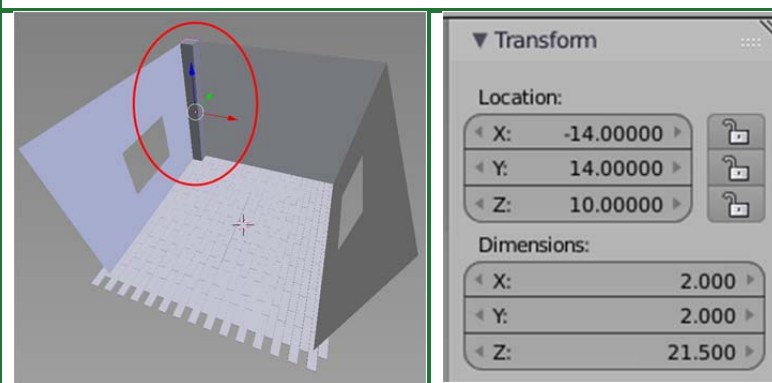 Transform
Location:
X: -14.00000
Y: 14.00000
Z: 10.00000
Dimensions:
X: 2.000
Y: 2.000
Z: 21.500